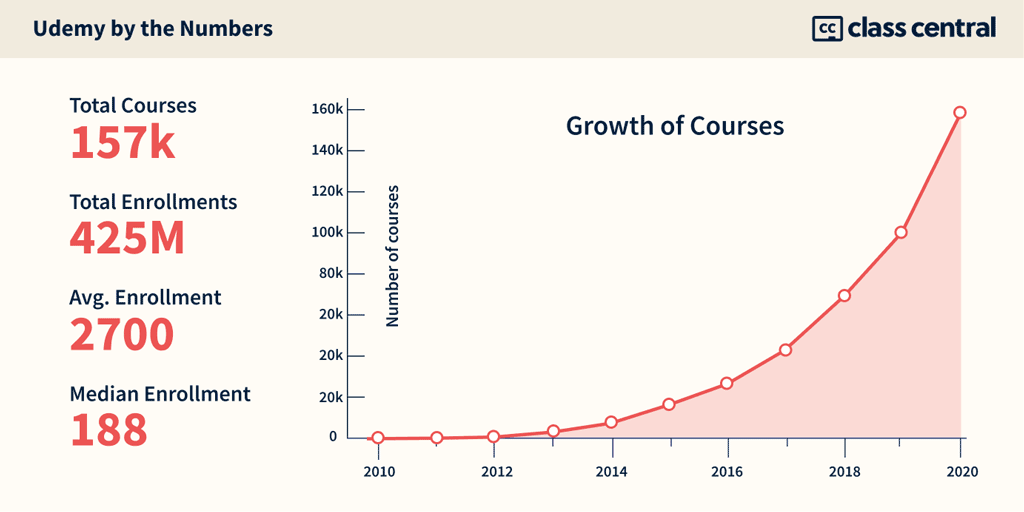 Udemy by the Numbers
cc class central
Total Courses
157k
Total Enrollments
425M
Avg. Enrollment
2700
Median Enrollment
188
Growth of Courses
Number of courses
160k
140k
120k
100k
80k
20k
20k
20k
0
2010 2012 2014 2016 2018 2020